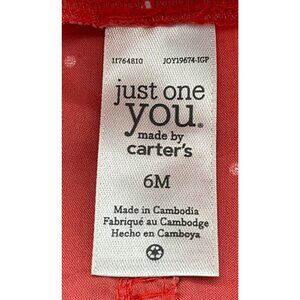 11764810 JOY19674-IGP
just one
you.
made by
carter's
6M
Made in Cambodia
Fabriqué au Cambodge
Hecho en Camboya